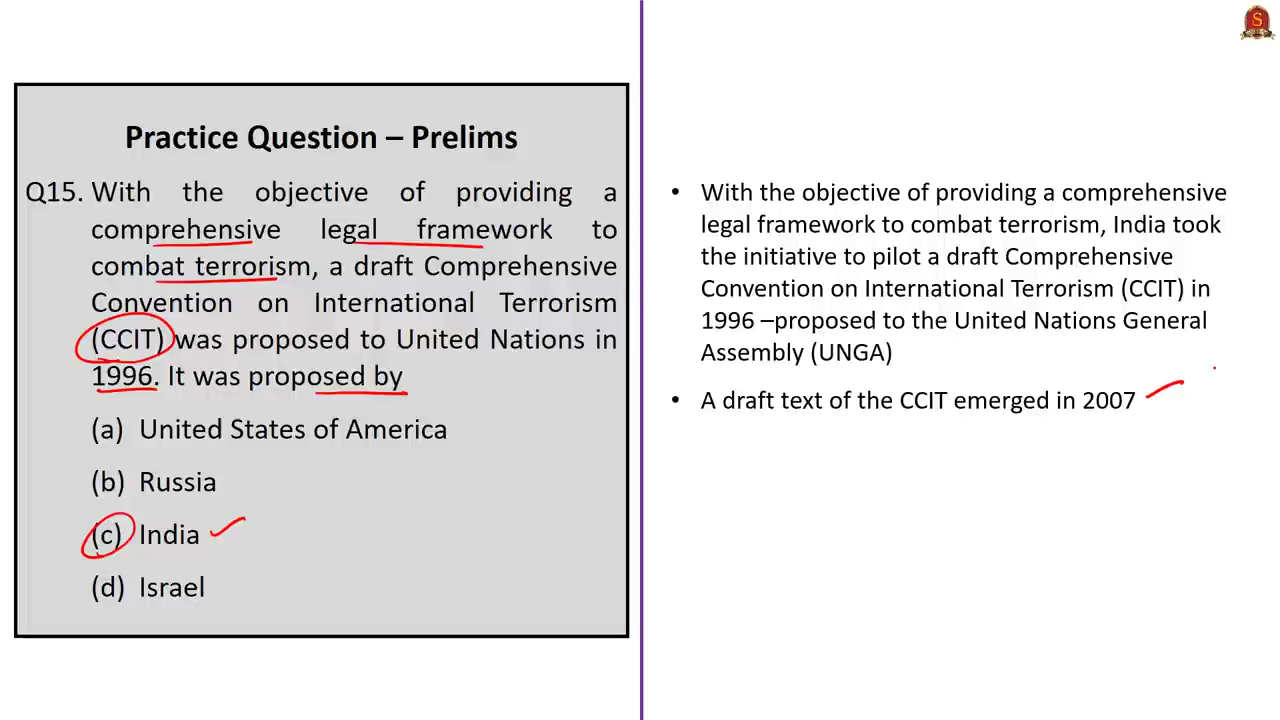 Practice Question – Prelims
Q15. With the objective of providing a
comprehensive legal framework to
combat terrorism, a draft Comprehensive
Convention on International Terrorism
(CCIT) was proposed to United Nations in
1996. It was proposed by
(a) United States of America
(b) Russia
(c) India
(d) Israel
• With the objective of providing a comprehensive
legal framework to combat terrorism, India took
the initiative to pilot a draft Comprehensive
Convention on International Terrorism (CCIT) in
1996 –proposed to the United Nations General
Assembly (UNGA)
• A draft text of the CCIT emerged in 2007
S